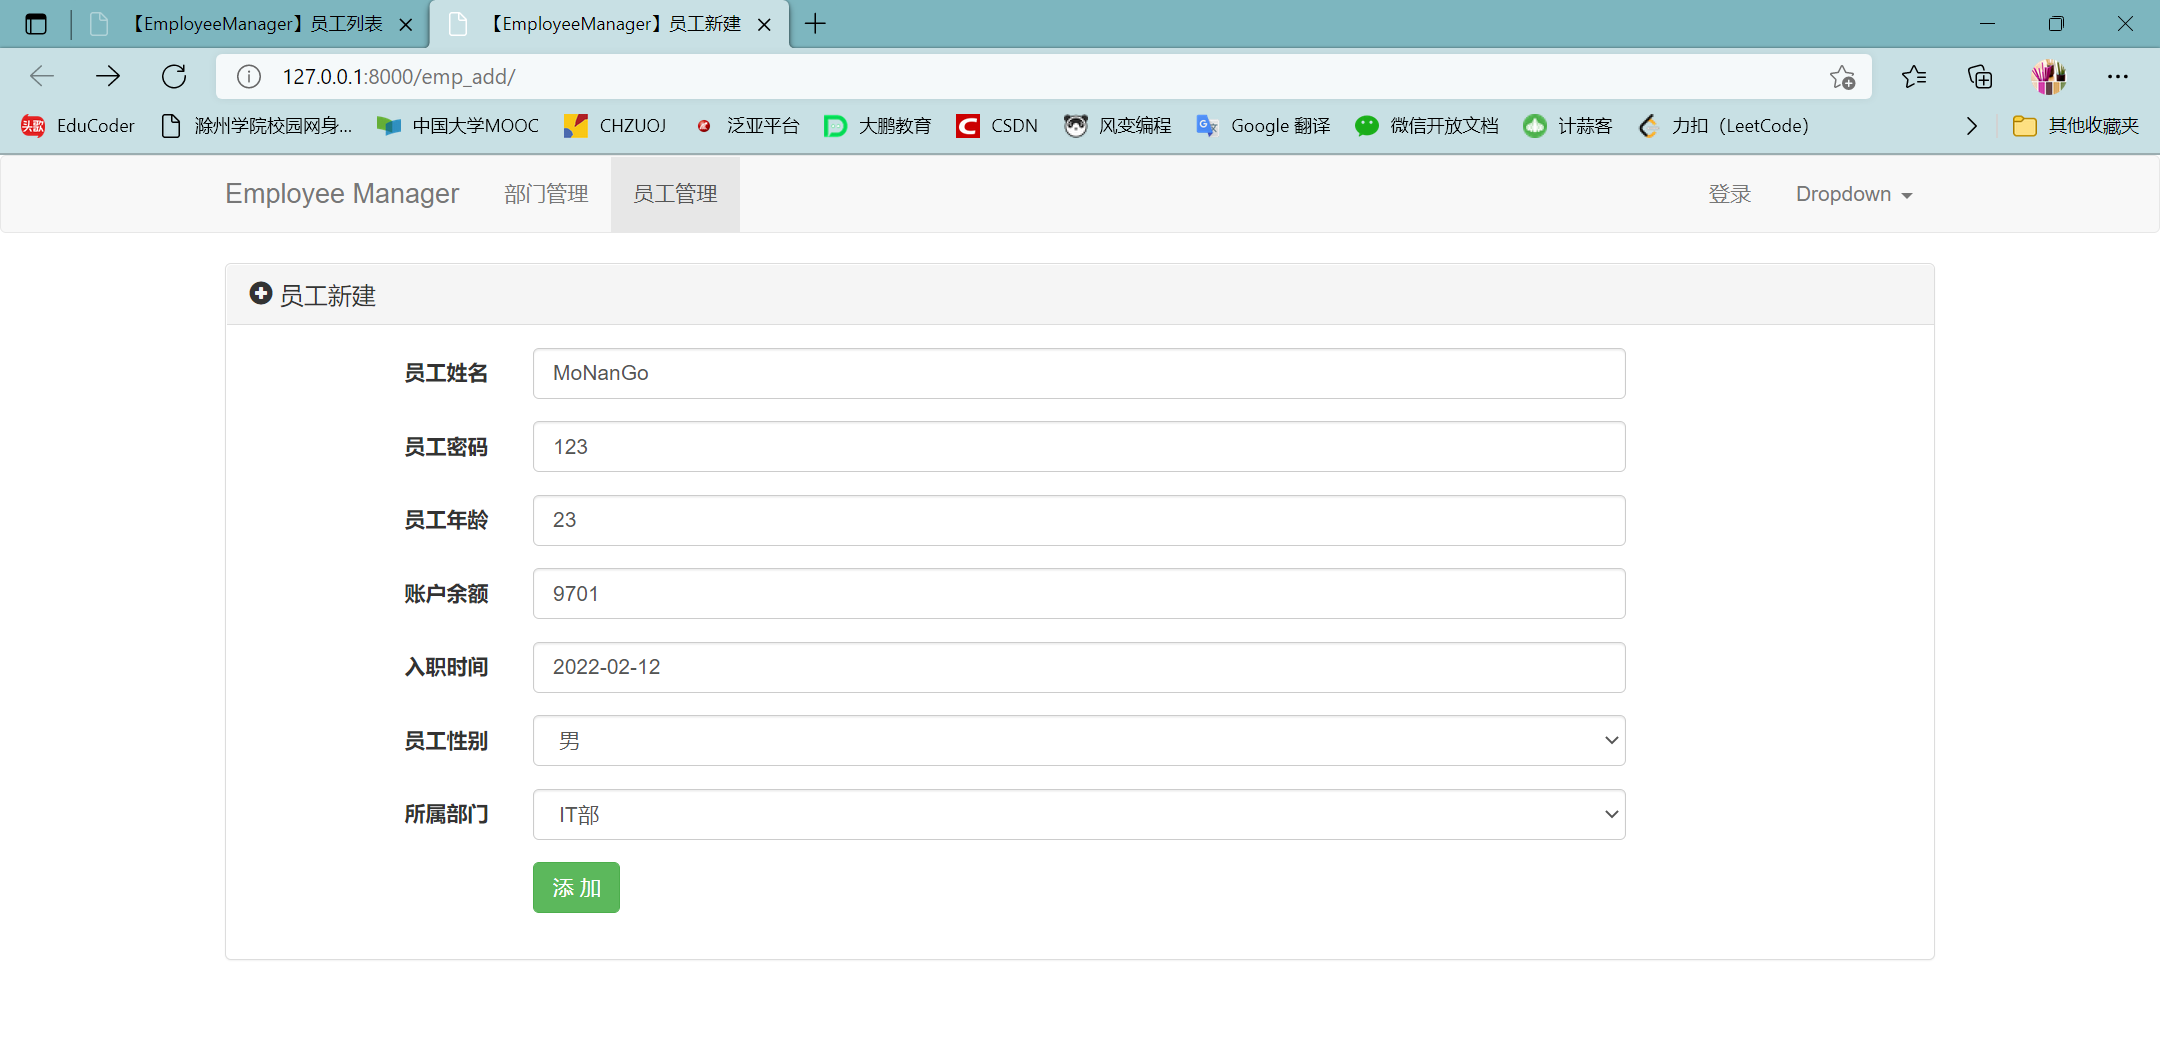 【EmployeeManager】员工列表
【EmployeeManager】员工新建
127.0.0.1:8000/emp_add/
头歌 EduCoder
滁州学院校园网身...
中国大学MOOC
CHZUOJ
泛亚平台
大鹏教育
CSDN
风变编程
Google 翻译
微信开放文档
计蒜客
力扣（LeetCode）
其他收藏夹
Employee Manager
部门管理
员工管理
登录
Dropdown
员工新建
员工姓名 MoNanGo
员工密码 123
员工年龄 23
账户余额 9701
入职时间 2022-02-12
员工性别 男
所属部门 IT部
添 加